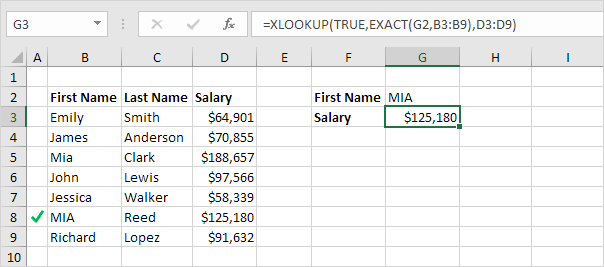 G3 fx =XLOOKUP(TRUE,EXACT(G2,B3:B9),D3:D9)
A B C D E F G H I
1
2 First Name Last Name Salary First Name MIA
3 Emily Smith $64,901 Salary $125,180
4 James Anderson $70,855
5 Mia Clark $188,657
6 John Lewis $97,566
7 Jessica Walker $58,339
8 MIA Reed $125,180
9 Richard Lopez $91,632
10